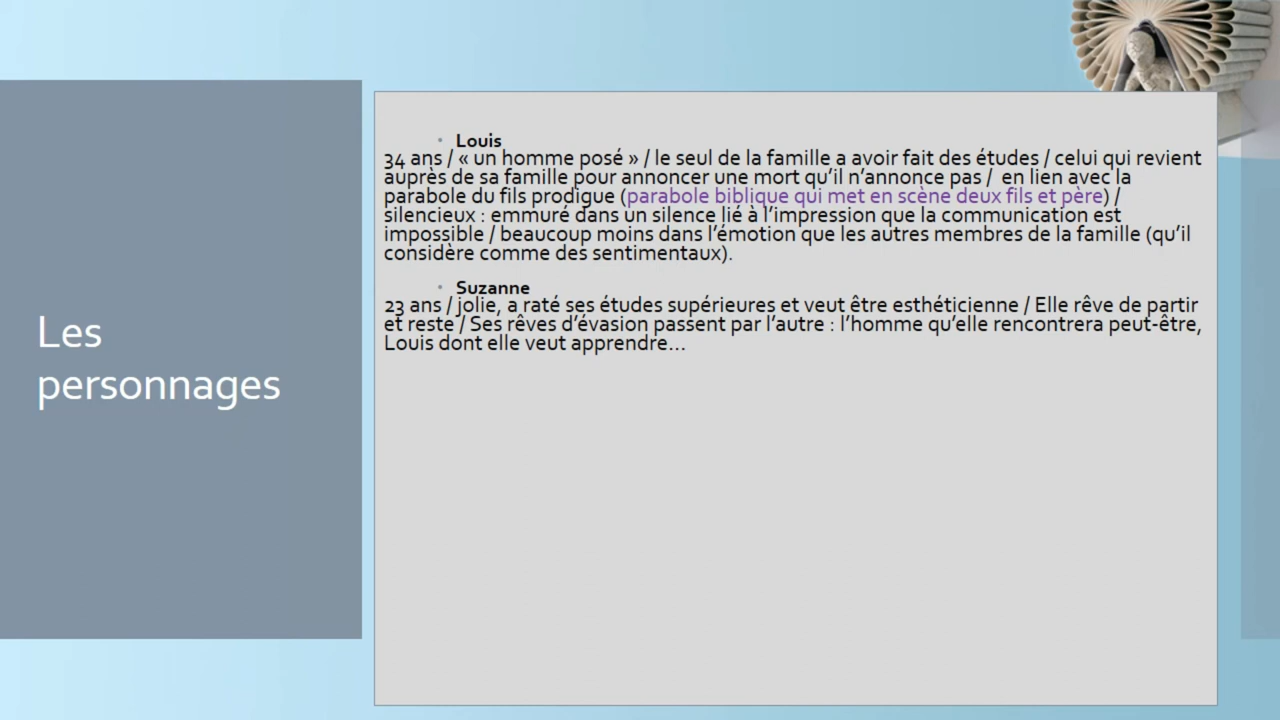 Les
personnages
• Louis
34 ans / « un homme posé » / le seul de la famille a avoir fait des études / celui qui revient
auprès de sa famille pour annoncer une mort qu’il n’annonce pas / en lien avec la
parabole du fils prodigue (parabole biblique qui met en scène deux fils et père) /
silencieux : emmuré dans un silence lié à l’impression que la communication est
impossible / beaucoup moins dans l’émotion que les autres membres de la famille (qu’il
considère comme des sentimentaux).
• Suzanne
23 ans / jolie, a raté ses études supérieures et veut être esthéticienne / Elle rêve de partir
et reste / Ses rêves d’évasion passent par l’autre : l’homme qu’elle rencontrera peut-être,
Louis dont elle veut apprendre…